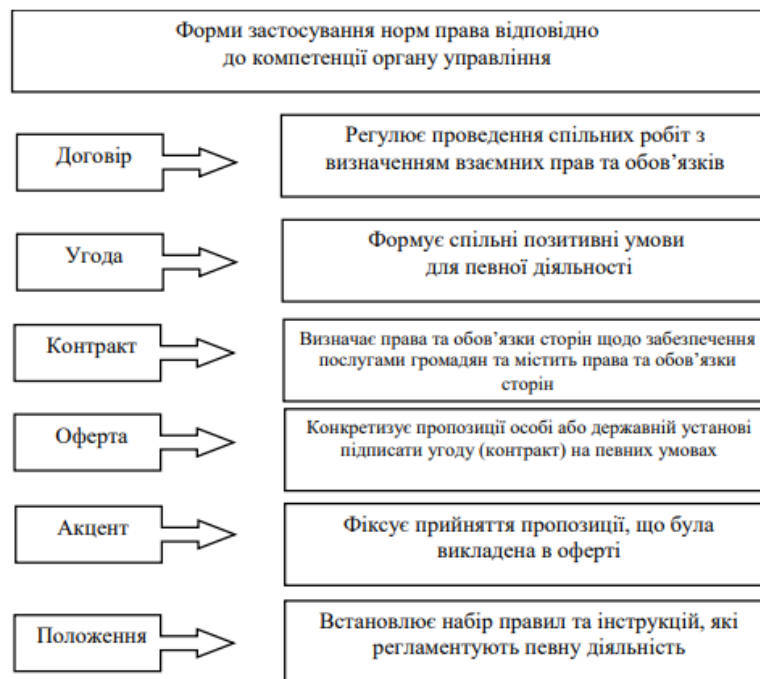 Форми застосування норм права відповідно
до компетенції органу управління
Договір
Регулює проведення спільних робіт з
визначенням взаємних прав та обов’язків
Угода
Формує спільні позитивні умови
для певної діяльності
Контракт
Визначає права та обов’язки сторін щодо забезпечення
послугами громадян та містить права та обов’язки
сторін
Оферта
Конкретизує пропозиції особі або державній установі
підписати угоду (контракт) на певних умовах
Акцент
Фіксує прийняття пропозиції, що була
викладена в оферті
Положення
Встановлює набір правил та інструкцій, які
регламентують певну діяльність